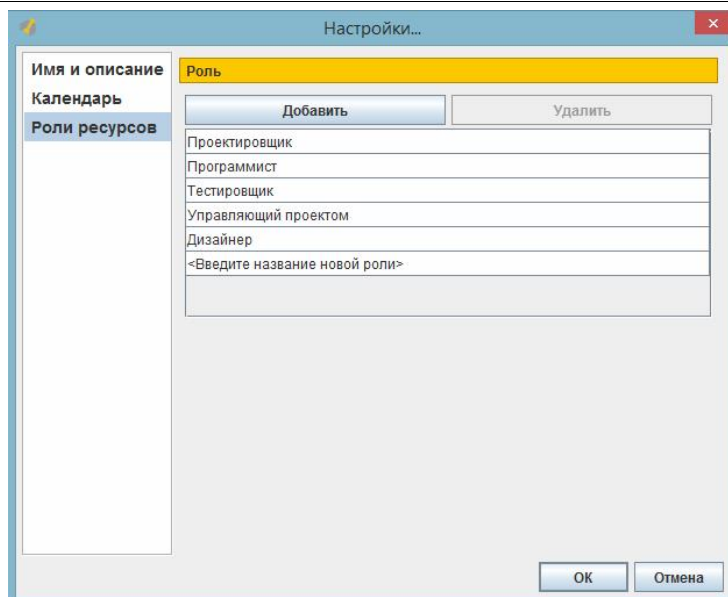 Настройки...
Имя и описание
Календарь
Роли ресурсов
Роль
Добавить
Удалить
Проектировщик
Программист
Тестировщик
Управляющий проектом
Дизайнер
<Введите название новой роли>
ОК
Отмена